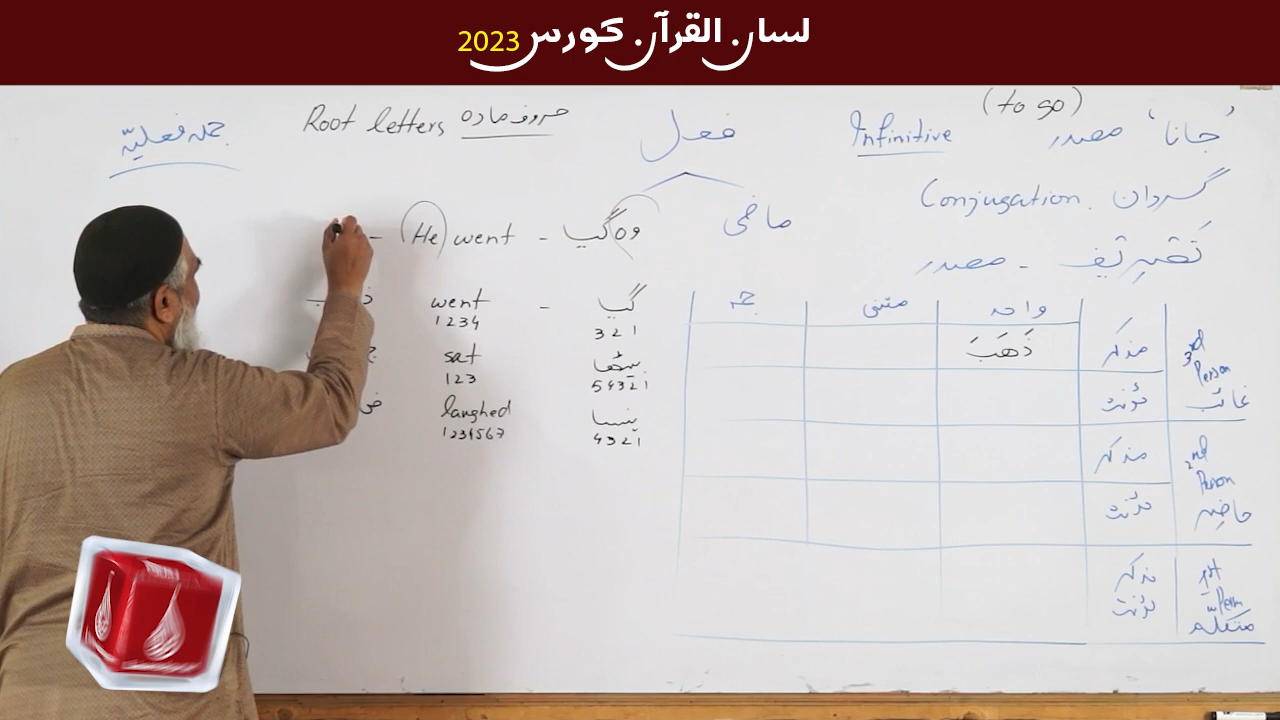 لسان القرآن کورس 2023
(to go)
'جانا' مصدر Infinitive
فعل
حروف مادہ Root letters
جملہ فعلیّہ
گردان Conjugation.
ماضی
تصریف - مصدر
وہ گیا - He went -
گیا - went
321 1234
بیٹھا sat
54321 123
ہنسا laughed
4321 1234567
واحد مثنی جمع
3rd Person غائب
مذکر ذَهَبَ
مؤنث
2nd Person حاضر
مذکر
مؤنث
1st Person متکلم
مذکر
مؤنث